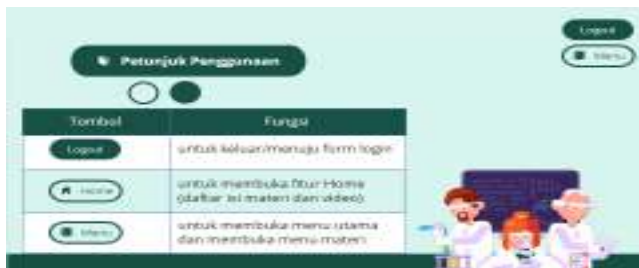 Logout
Menu
Petunjuk Penggunaan
Tombol Fungsi
Logout untuk keluar/menuju form login
Home untuk membuka fitur Home
(daftar isi materi dan video)
Menu untuk membuka menu utama
dan membuka menu materi